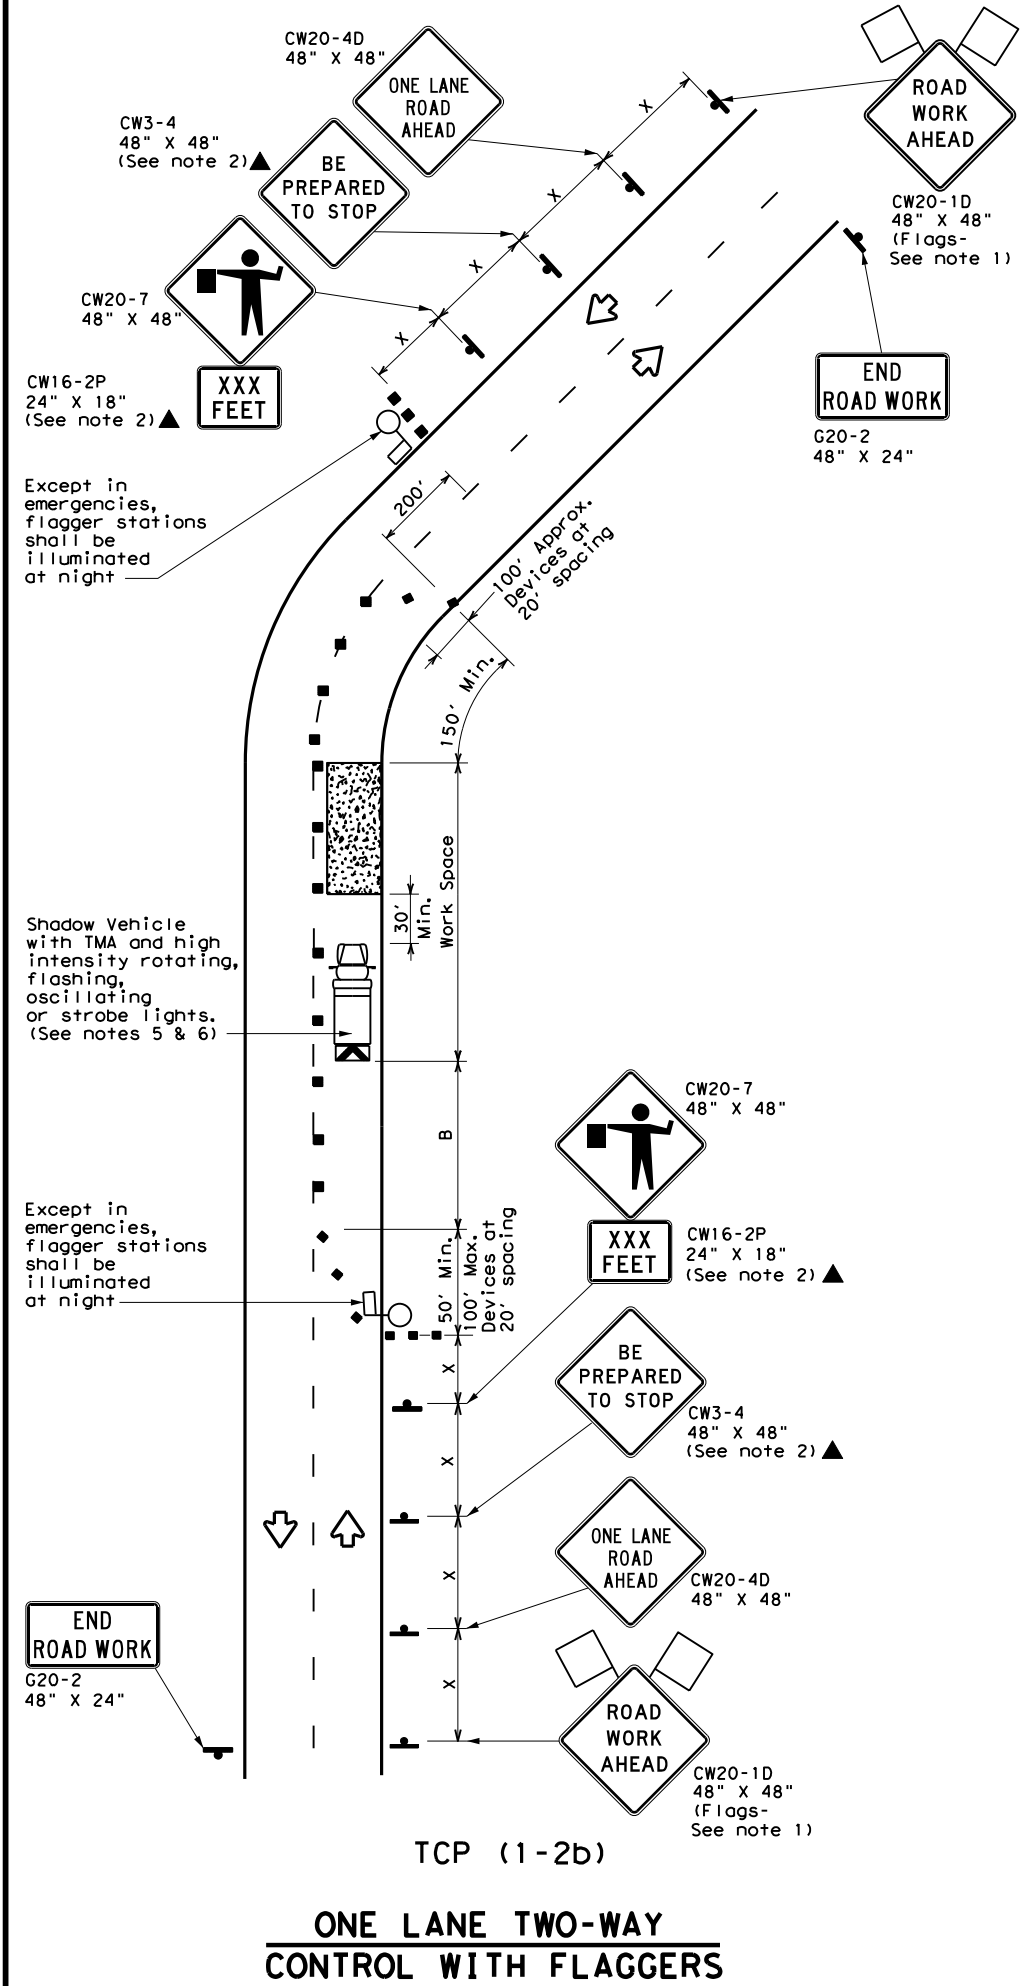 CW20-4D
48" X 48"
ONE LANE
ROAD
AHEAD
X
ROAD
WORK
AHEAD
CW20-1D
48" X 48"
(Flags-
See note 1)
CW3-4
48" X 48"
(See note 2)▲
BE
PREPARED
TO STOP
X
X
X
CW20-7
48" X 48"
CW16-2P
24" X 18"
(See note 2)▲
XXX
FEET
END
ROAD WORK
G20-2
48" X 24"
Except in
emergencies,
flagger stations
shall be
illuminated
at night
200'
100' Approx.
Devices at
20' spacing
150' Min.
Work Space
30'
Min.
Shadow Vehicle
with TMA and high
intensity rotating,
flashing,
oscillating
or strobe lights.
(See notes 5 & 6)
B
CW20-7
48" X 48"
XXX
FEET
CW16-2P
24" X 18"
(See note 2)▲
Except in
emergencies,
flagger stations
shall be
illuminated
at night
50' Min.
100' Max.
Devices at
20' spacing
X
BE
PREPARED
TO STOP
CW3-4
48" X 48"
(See note 2)▲
X
ONE LANE
ROAD
AHEAD
CW20-4D
48" X 48"
X
END
ROAD WORK
G20-2
48" X 24"
X
ROAD
WORK
AHEAD
CW20-1D
48" X 48"
(Flags-
See note 1)
TCP (1-2b)
ONE LANE TWO-WAY
CONTROL WITH FLAGGERS